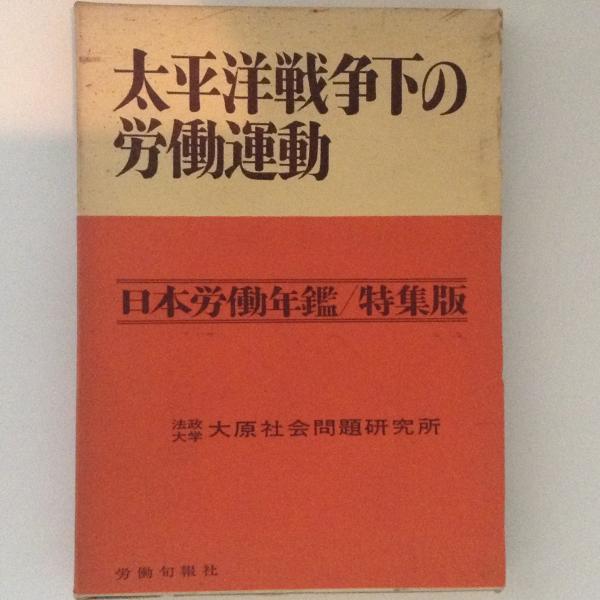 太平洋戦争下の
労働運動
日本労働年鑑/特集版
法政大学 大原社会問題研究所
労働旬報社